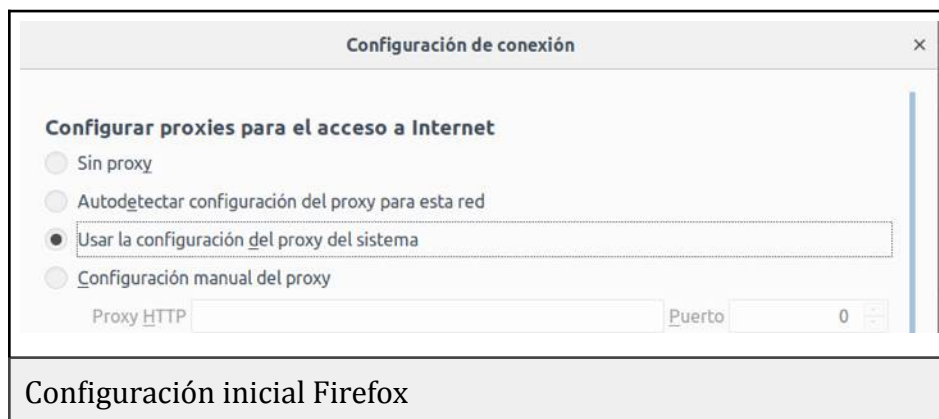 Configuración de conexión ×
Configurar proxies para el acceso a Internet
Sin proxy
Autodetectar configuración del proxy para esta red
Usar la configuración del proxy del sistema
Configuración manual del proxy
Proxy HTTP Puerto 0
Configuración inicial Firefox